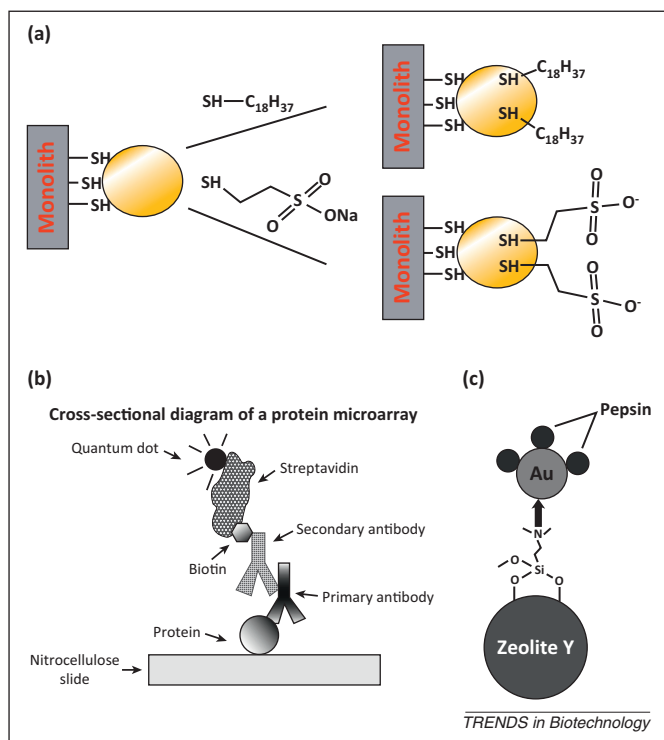 (a)
SH—C18H37
SH
O
S
O
ONa
Monolith
SH
SH
SH
Monolith
SH
SH
SH
SH
C18H37
SH
C18H37
Monolith
SH
SH
SH
SH
O
S
O-
O
SH
O
S
O-
O
(b)
Cross-sectional diagram of a protein microarray
Quantum dot
Streptavidin
Secondary antibody
Biotin
Primary antibody
Protein
Nitrocellulose
slide
(c)
Pepsin
Au
N
O
Si
O
O
Zeolite Y
TRENDS in Biotechnology